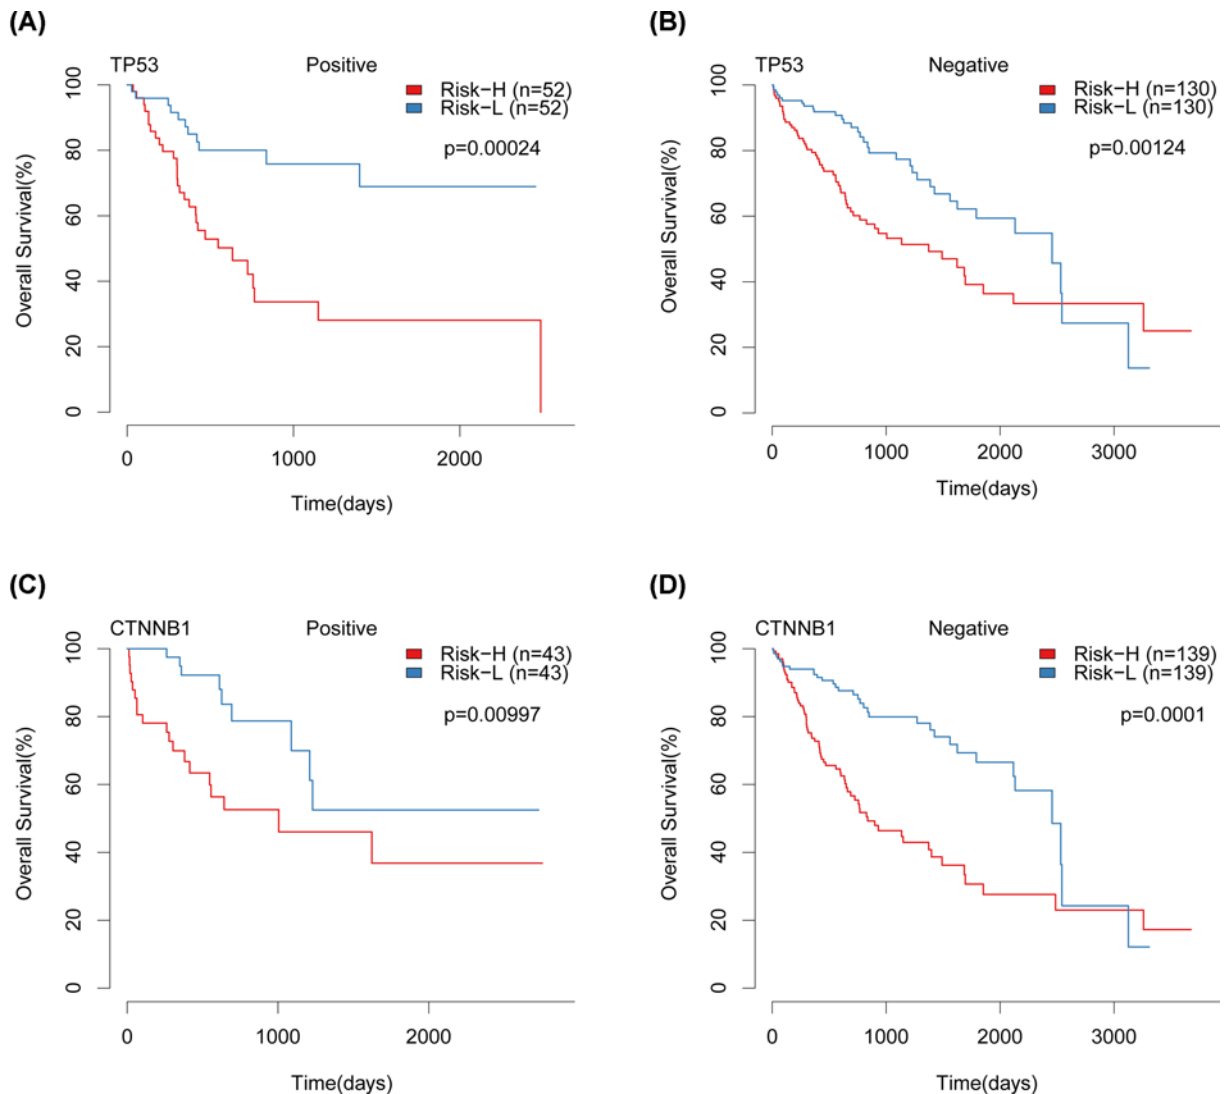 (A)
TP53 Positive
Risk−H (n=52)
Risk−L (n=52)
p=0.00024
Overall Survival(%)
100
80
60
40
20
0
0 1000 2000
Time(days)
(B)
TP53 Negative
Risk−H (n=130)
Risk−L (n=130)
p=0.00124
Overall Survival(%)
100
80
60
40
20
0
0 1000 2000 3000
Time(days)
(C)
CTNNB1 Positive
Risk−H (n=43)
Risk−L (n=43)
p=0.00997
Overall Survival(%)
100
80
60
40
20
0
0 1000 2000
Time(days)
(D)
CTNNB1 Negative
Risk−H (n=139)
Risk−L (n=139)
p=0.0001
Overall Survival(%)
100
80
60
40
20
0
0 1000 2000 3000
Time(days)